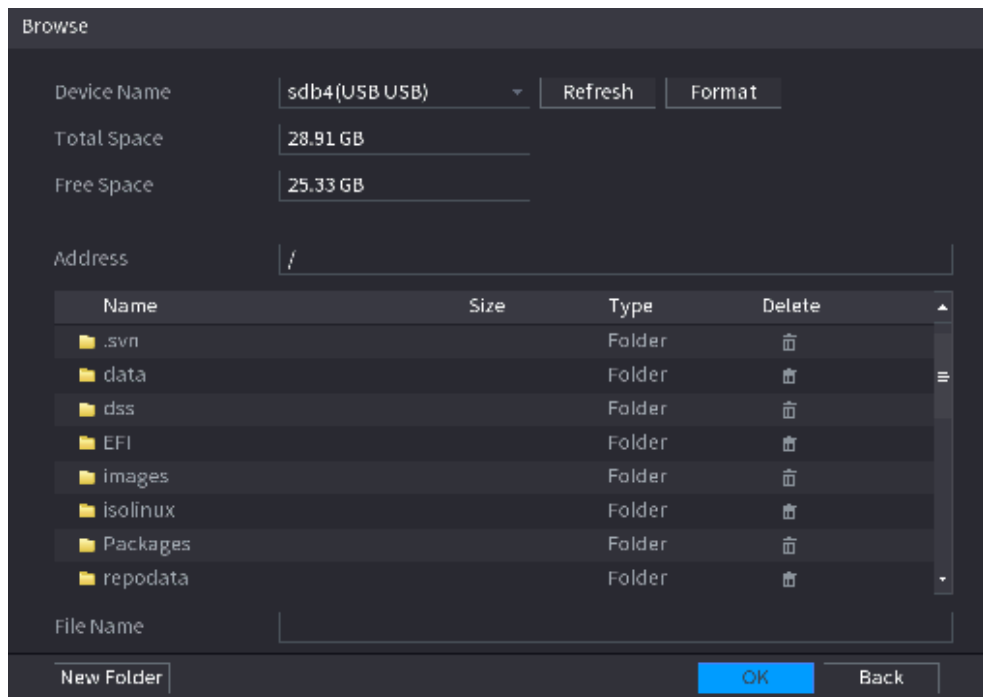 Browse
Device Name sdb4(USB USB) Refresh Format
Total Space 28.91 GB
Free Space 25.33 GB
Address /
Name Size Type Delete
.svn Folder
data Folder
dss Folder
EFI Folder
images Folder
isolinux Folder
Packages Folder
repodata Folder
File Name
New Folder OK Back